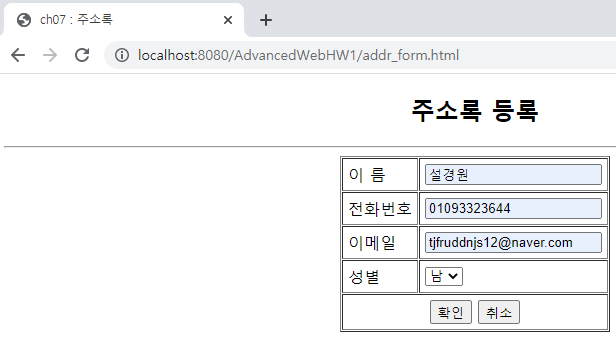 ch07 : 주소록
localhost:8080/AdvancedWebHW1/addr_form.html
주소록 등록
이 름 설경원
전화번호 01093323644
이메일 tjfruddnjs12@naver.com
성별 남
확인 취소